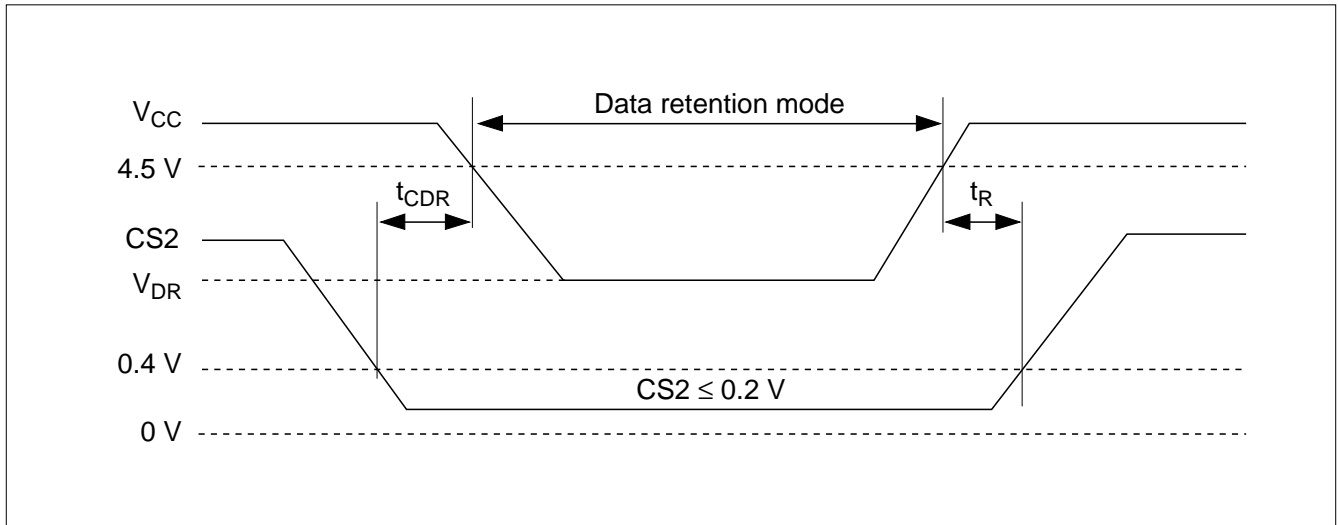 Data retention mode
V_CC
4.5 V
t_CDR
t_R
CS2
V_DR
0.4 V
CS2 ≤ 0.2 V
0 V